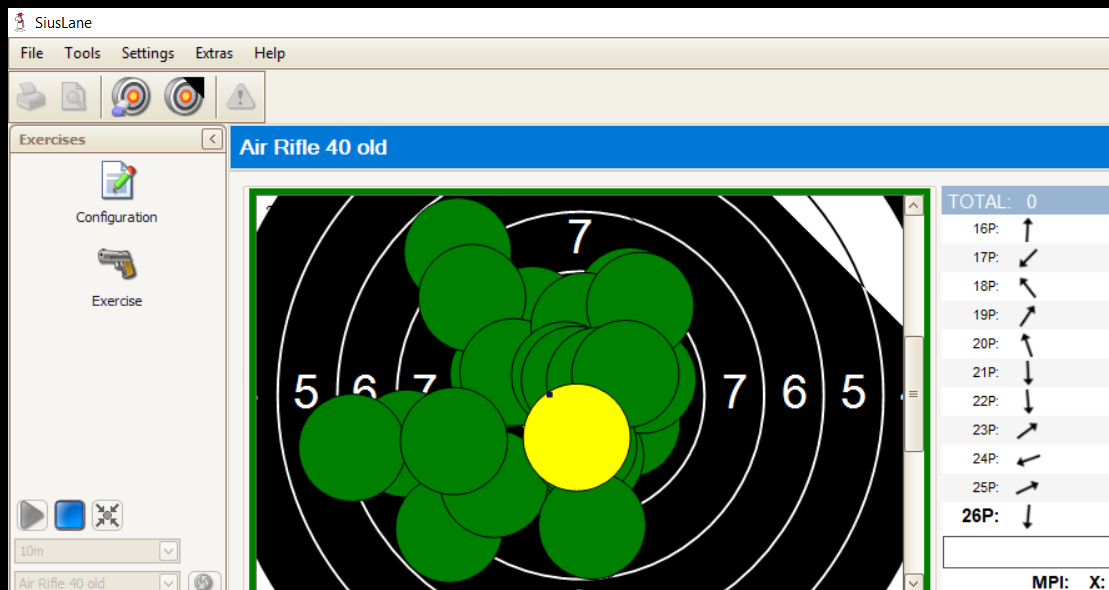 SiusLane
File Tools Settings Extras Help
Exercises
Configuration
Exercise
10m
Air Rifle 40 old
Air Rifle 40 old
7
5 6 7 7 6 5
TOTAL: 0
16P:
17P:
18P:
19P:
20P:
21P:
22P:
23P:
24P:
25P:
26P:
MPI: X: